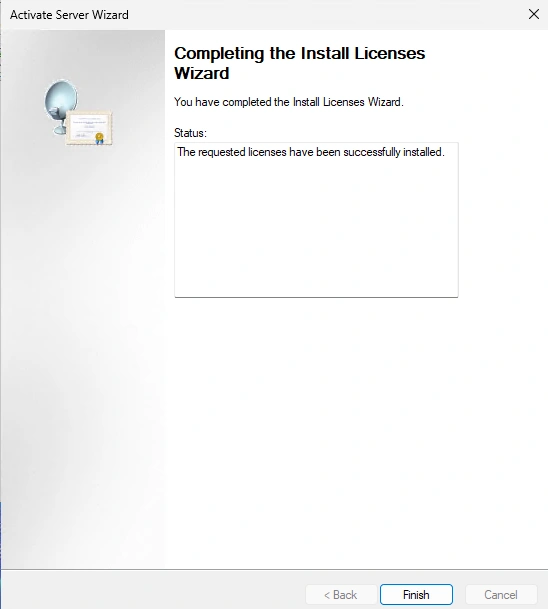 Activate Server Wizard
Completing the Install Licenses
Wizard
You have completed the Install Licenses Wizard.
Status:
The requested licenses have been successfully installed.
< Back
Finish
Cancel